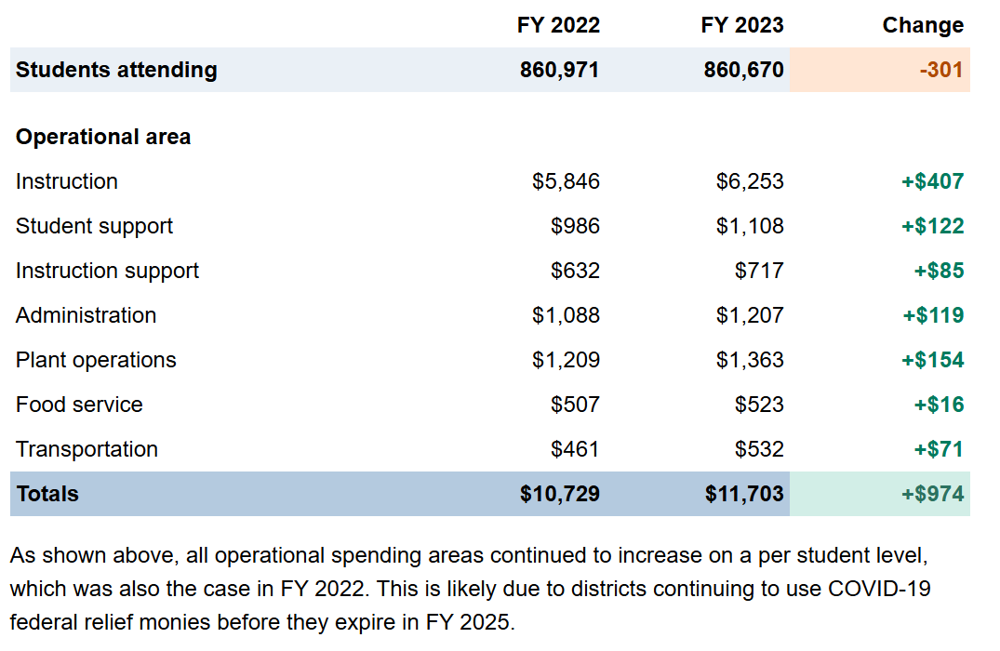 FY 2022 FY 2023 Change
Students attending 860,971 860,670 -301
Operational area
Instruction $5,846 $6,253 +$407
Student support $986 $1,108 +$122
Instruction support $632 $717 +$85
Administration $1,088 $1,207 +$119
Plant operations $1,209 $1,363 +$154
Food service $507 $523 +$16
Transportation $461 $532 +$71
Totals $10,729 $11,703 +$974
As shown above, all operational spending areas continued to increase on a per student level,
which was also the case in FY 2022. This is likely due to districts continuing to use COVID-19
federal relief monies before they expire in FY 2025.